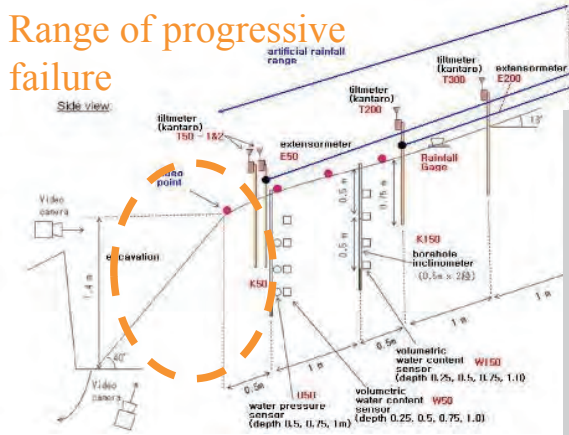 Range of progressive
failure
artificial rainfall
range
Side view
tiltmeter
(kantaro)
T50 - 1&2
extensometer
E50
tiltmeter
(kantaro)
T200
tiltmeter
(kantaro)
T300
extensormeter
E200
13°
Rainfall
Gage
point
Video
camera
excavation
1.4 m
40°
Video
camera
K50
0.5 m
0.5 m
0.75 m
K150
borehole
inclinometer
(0.5m x 2段)
0.5m
1 m
0.5m
1 m
1 m
U50
water pressure
sensor
(depth 0.5, 0.75, 1m)
volumetric
water content W50
sensor
(depth 0.25, 0.5, 0.75, 1.0)
volumetric
water content W150
sensor
(depth 0.25, 0.5, 0.75, 1.0)